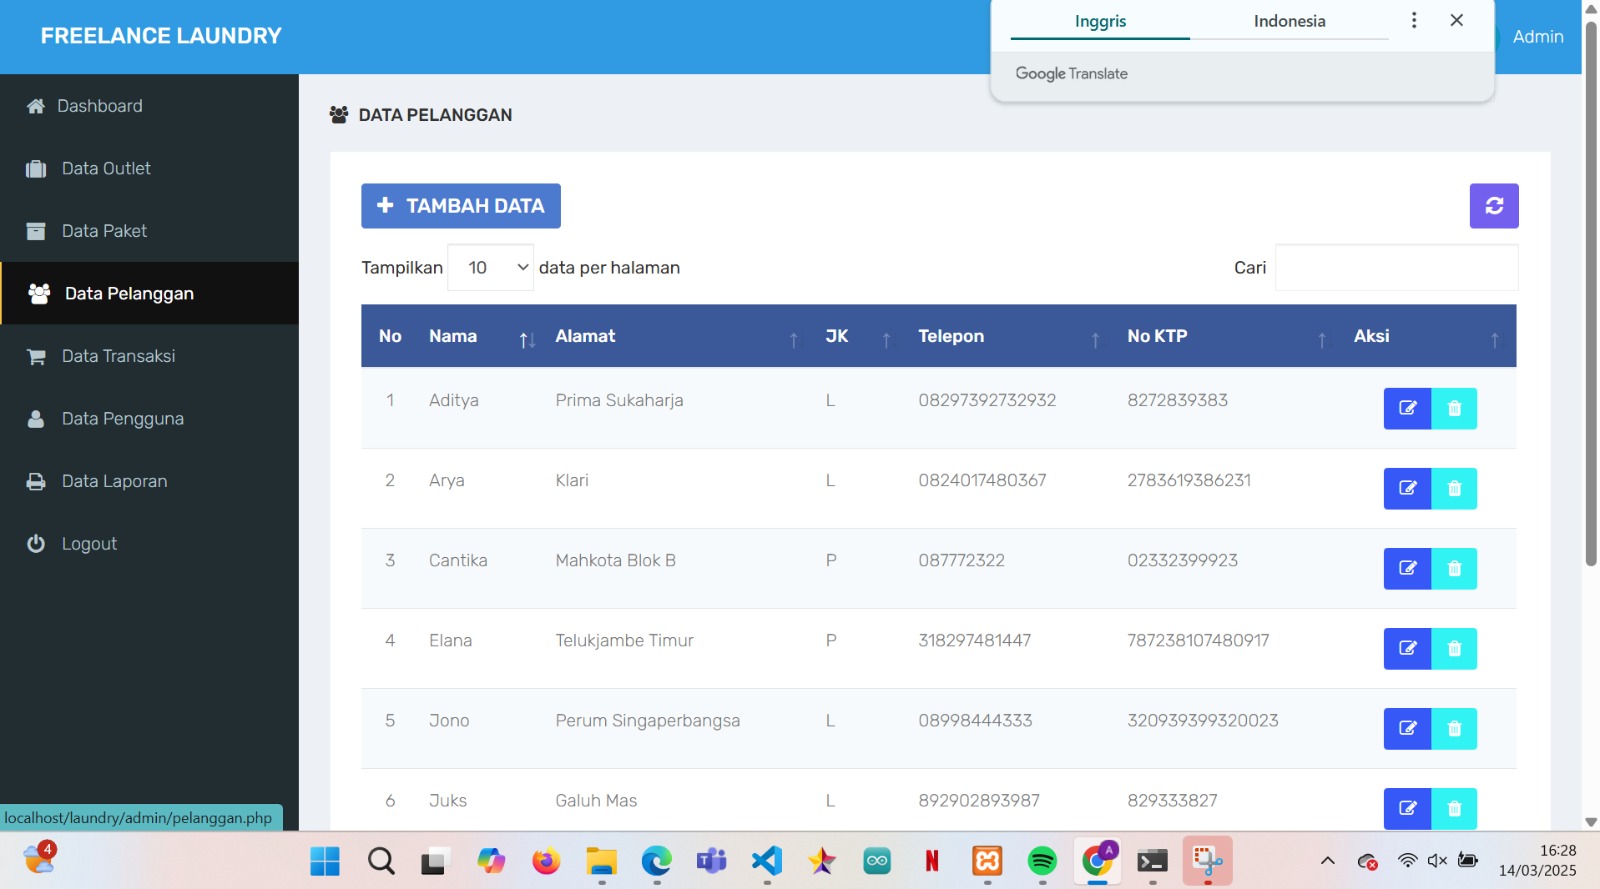 FREELANCE LAUNDRY
Inggris
Indonesia
Google Translate
Admin
Dashboard
Data Outlet
Data Paket
Data Pelanggan
Data Transaksi
Data Pengguna
Data Laporan
Logout
DATA PELANGGAN
+ TAMBAH DATA
Tampilkan 10 data per halaman
Cari
No Nama Alamat JK Telepon No KTP Aksi
1 Aditya Prima Sukaharja L 08297392732932 8272839383
2 Arya Klari L 0824017480367 2783619386231
3 Cantika Mahkota Blok B P 087772322 02332399923
4 Elana Telukjambe Timur P 318297481447 787238107480917
5 Jono Perum Singaperbangsa L 08998444333 320939399320023
6 Juks Galuh Mas L 892902893987 829333827
localhost/laundry/admin/pelanggan.php
4
N
A
16:28
14/03/2025